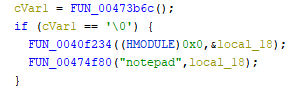 cVar1 = FUN_00473b6c();
if (cVar1 == '\0') {
FUN_0040f234((HMODULE)0x0,&local_18);
FUN_00474f80("notepad",local_18);
}